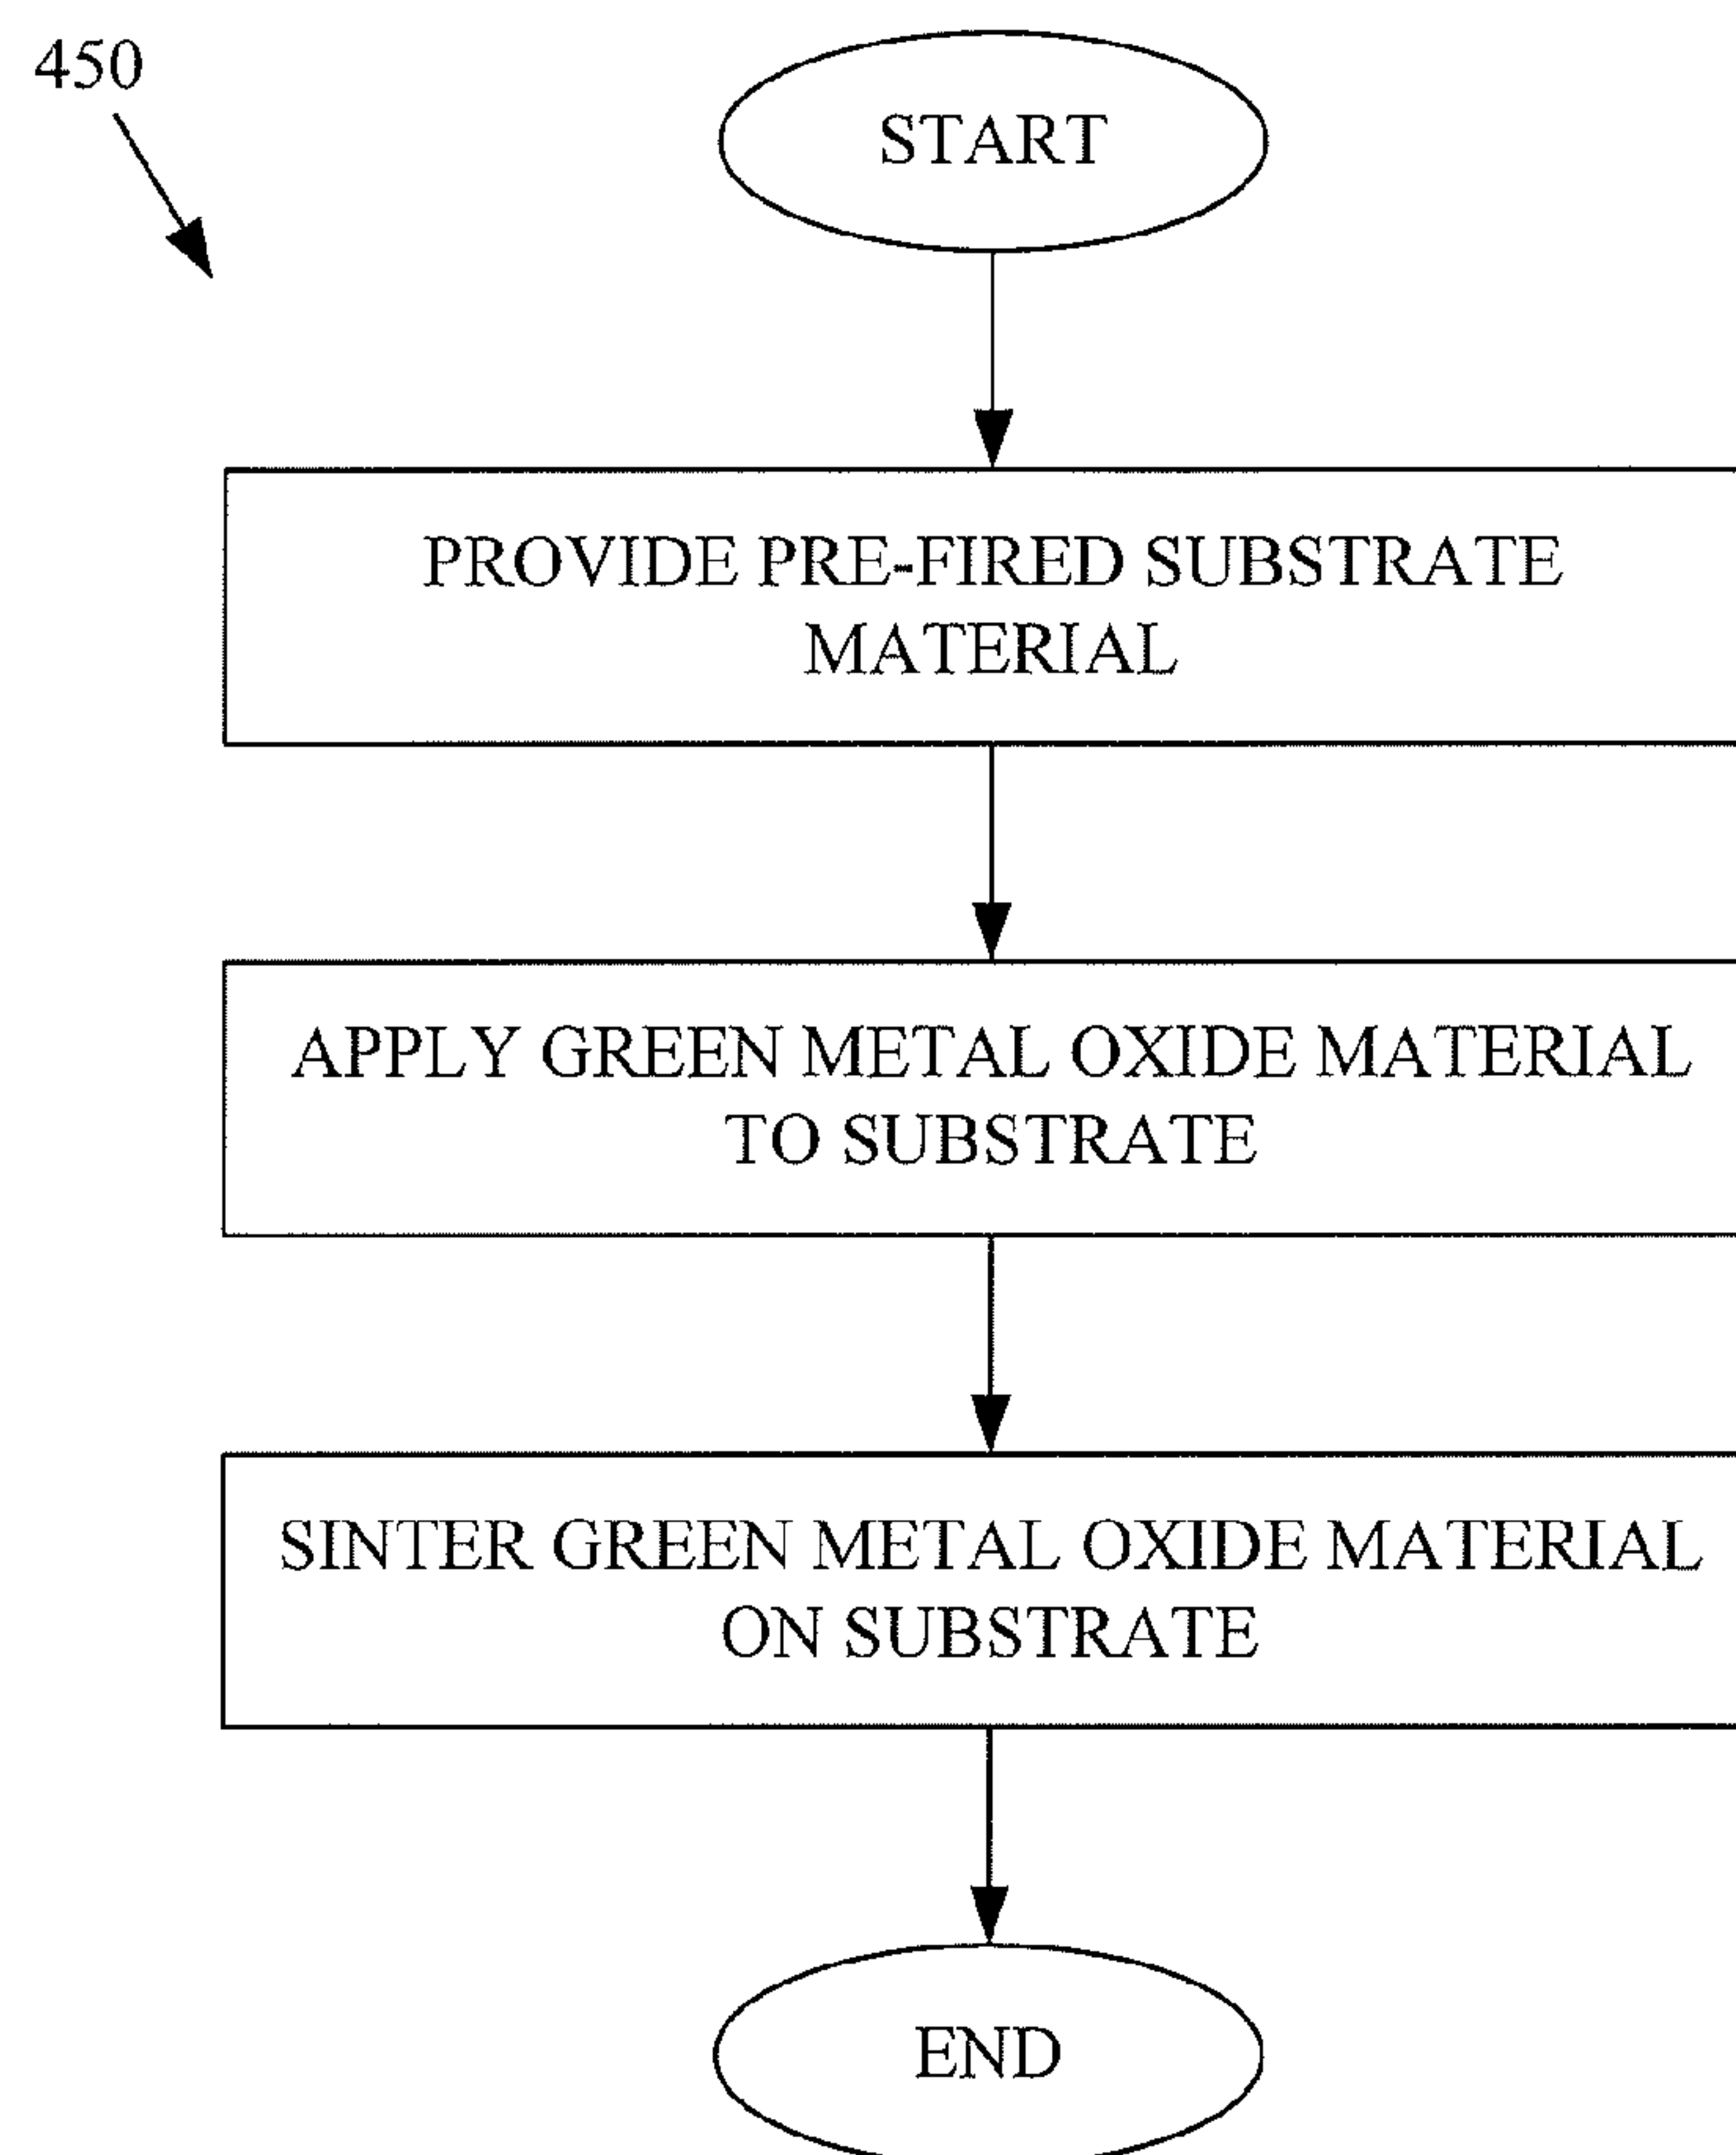 450
START
PROVIDE PRE-FIRED SUBSTRATE
MATERIAL
APPLY GREEN METAL OXIDE MATERIAL
TO SUBSTRATE
SINTER GREEN METAL OXIDE MATERIAL
ON SUBSTRATE
END